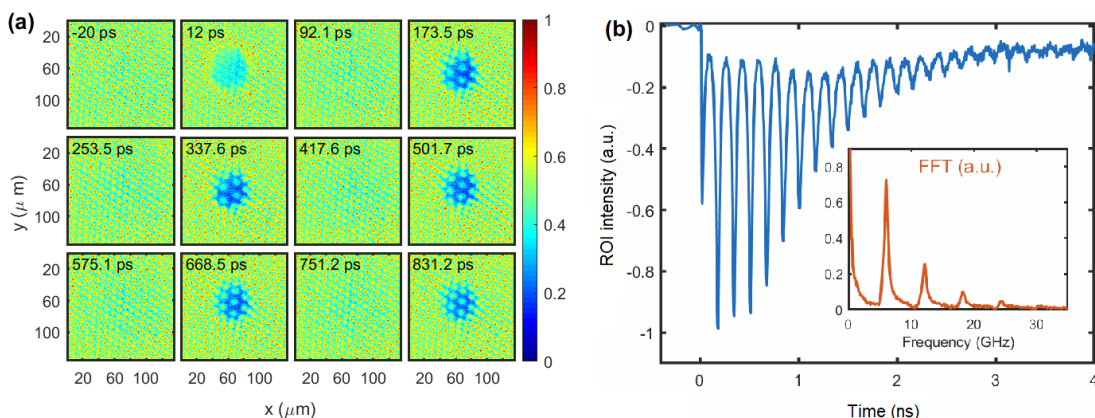 (a)
-20 ps
12 ps
92.1 ps
173.5 ps
253.5 ps
337.6 ps
417.6 ps
501.7 ps
575.1 ps
668.5 ps
751.2 ps
831.2 ps
20
60
100
20
60
100
20
60
100
y (μ m)
20 60 100
20 60 100
20 60 100
20 60 100
x (μm)
1
0.8
0.6
0.4
0.2
0
(b)
0
-0.2
-0.4
-0.6
-0.8
-1
ROI intensity (a.u.)
0 1 2 3 4
Time (ns)
FFT (a.u.)
0.8
0.6
0.4
0.2
0
0 10 20 30
Frequency (GHz)